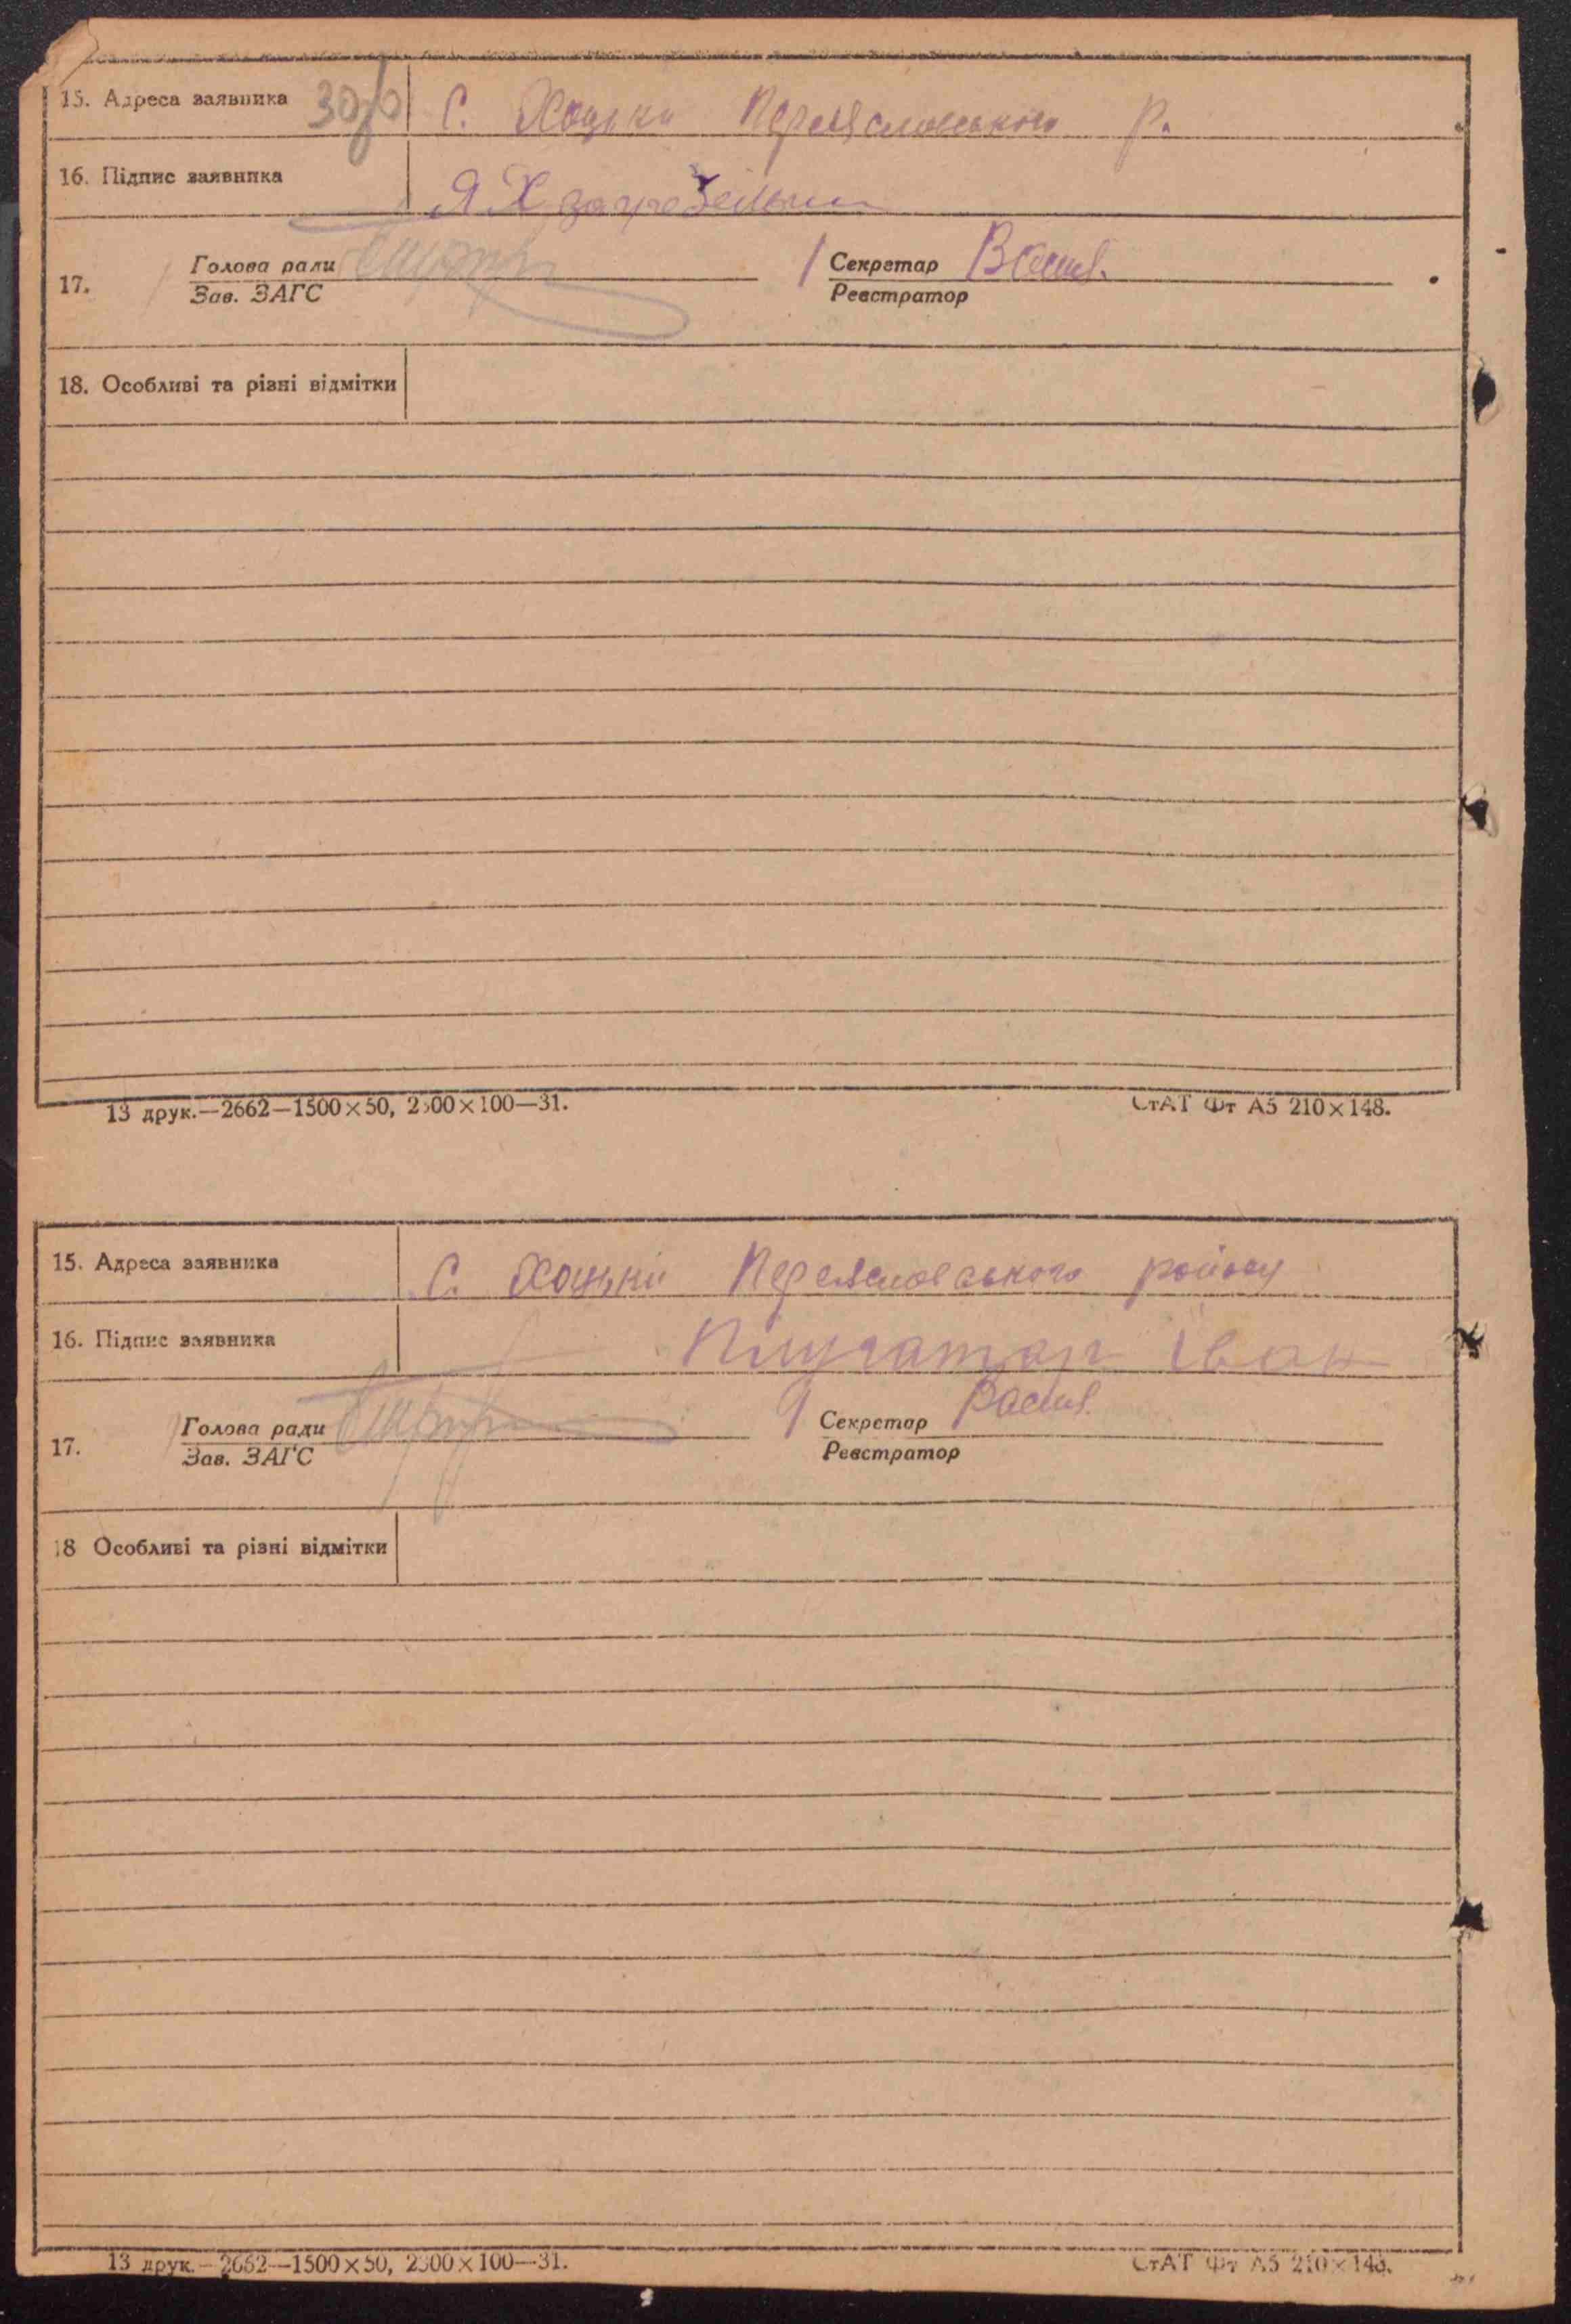 15. Адреса заявника С. Хоцьки Переяславського р.
16. Підпис заявника Я Х загребельни
Голова ради Секретар Васил.
17.
Зав. ЗАГС Реєстратор
18. Особливі та різні відмітки
13 друк.—2662—1500×50, 2500×100—31. СтАТ Фт А5 210×148.
15. Адреса заявника С. Хоцьки Переяславського району
16. Підпис заявника Плугатар Іван
Голова ради Секретар Васил.
17.
Зав. ЗАГС Реєстратор
18 Особливі та різні відмітки
13 друк.—2662—1500×50, 2500×100—31. СтАТ Фт А5 210×148.